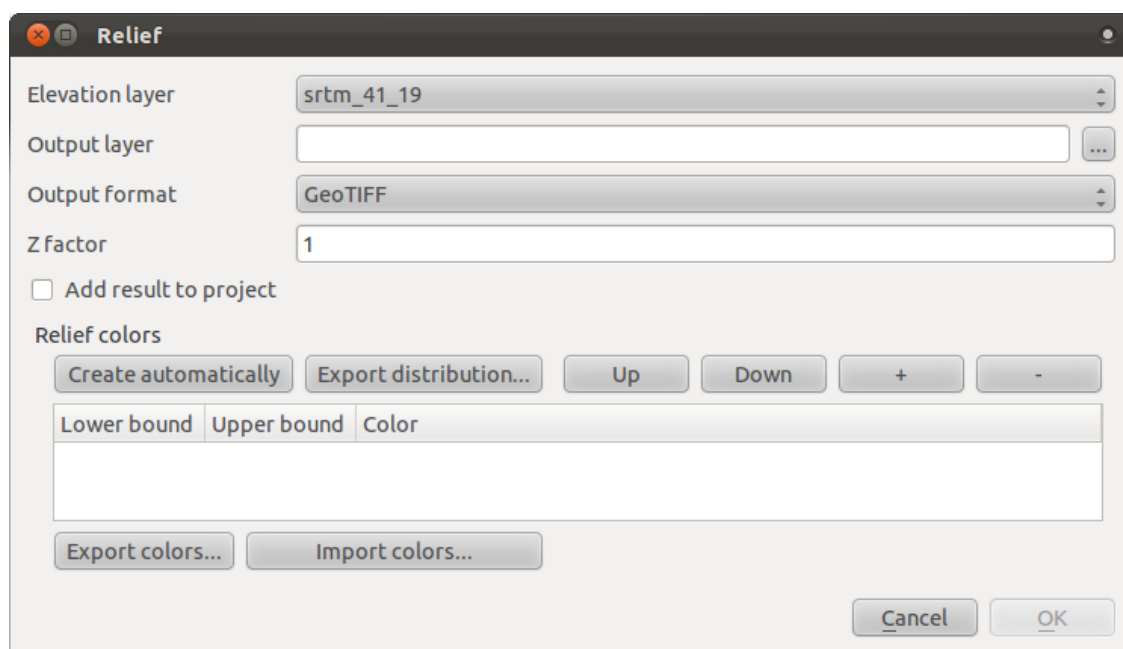 Relief
Elevation layer srtm_41_19
Output layer ...
Output format GeoTIFF
Z factor 1
Add result to project
Relief colors
Create automatically Export distribution... Up Down + -
Lower bound Upper bound Color
Export colors... Import colors...
Cancel OK